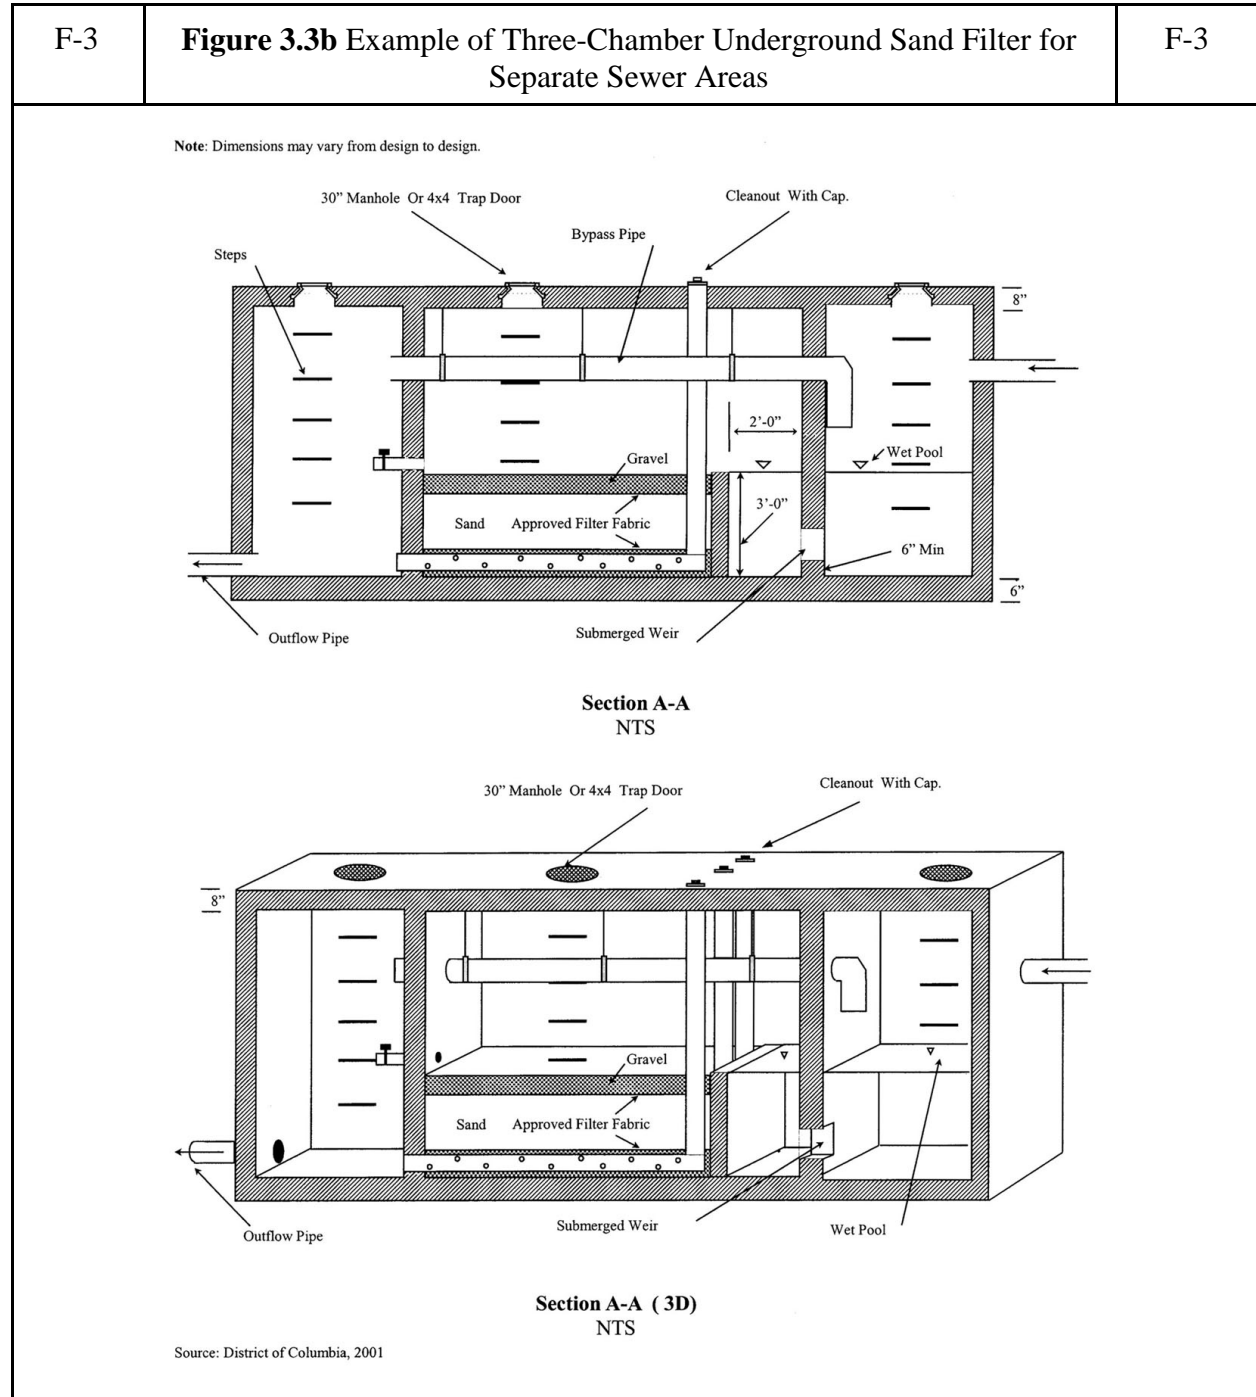 F-3
Figure 3.3b Example of Three-Chamber Underground Sand Filter for
Separate Sewer Areas
F-3
Note: Dimensions may vary from design to design.
30” Manhole Or 4x4 Trap Door
Cleanout With Cap.
Bypass Pipe
Steps
8”
2’-0”
Wet Pool
Gravel
3’-0”
Sand
Approved Filter Fabric
6” Min
6”
Submerged Weir
Outflow Pipe
Section A-A
NTS
30” Manhole Or 4x4 Trap Door
Cleanout With Cap.
8”
Gravel
Sand
Approved Filter Fabric
Submerged Weir
Wet Pool
Outflow Pipe
Section A-A ( 3D)
NTS
Source: District of Columbia, 2001